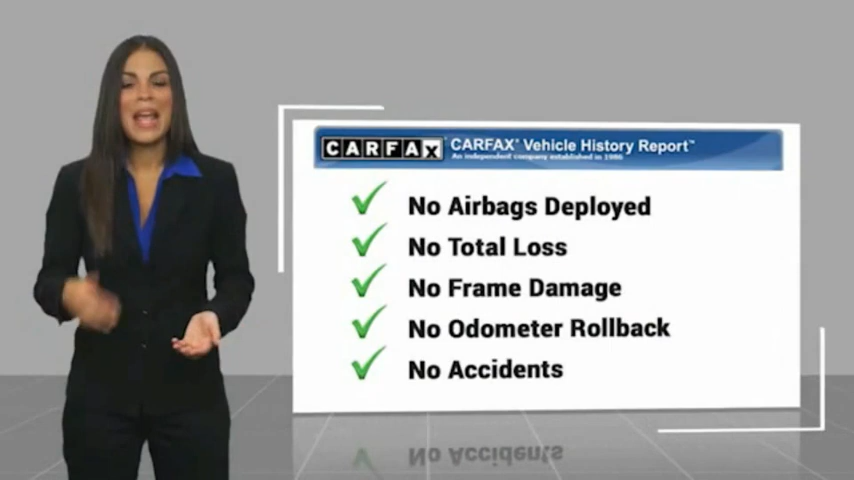 CARFAX CARFAX® Vehicle History Report™
An independent company established in 1986
No Airbags Deployed
No Total Loss
No Frame Damage
No Odometer Rollback
No Accidents
No Accidents